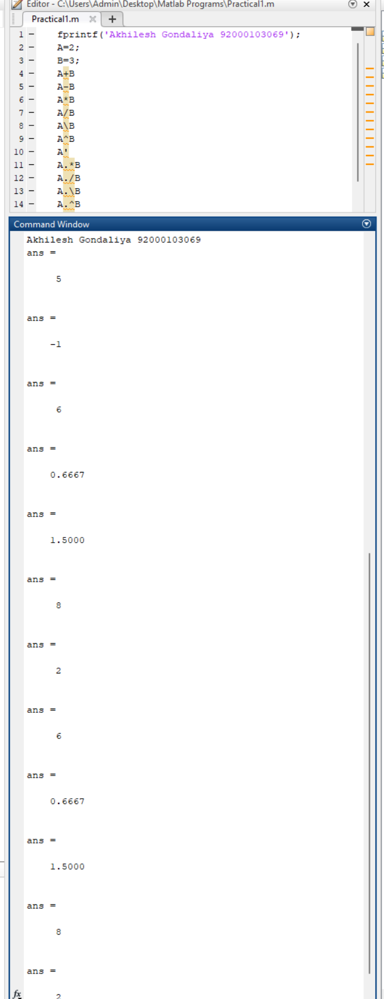 Editor - C:\Users\Admin\Desktop\Matlab Programs\Practical1.m
Practical1.m
1 - fprintf('Akhilesh Gondaliya 92000103069');
2 - A=2;
3 - B=3;
4 - A+B
5 - A-B
6 - A*B
7 - A/B
8 - A\B
9 - A^B
10 - A'
11 - A.*B
12 - A./B
13 - A.\B
14 - A.^B
Command Window
Akhilesh Gondaliya 92000103069
ans =
5
ans =
-1
ans =
6
ans =
0.6667
ans =
1.5000
ans =
8
ans =
2
ans =
6
ans =
0.6667
ans =
1.5000
ans =
8
ans =
fx 2